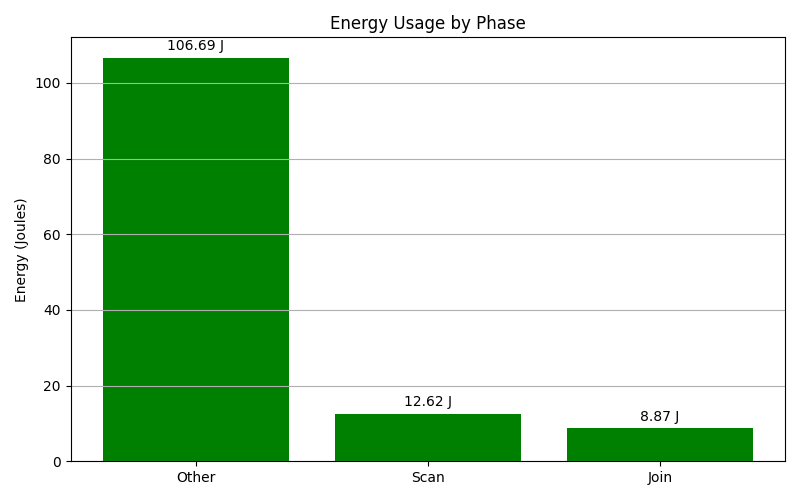 Energy Usage by Phase
106.69 J
12.62 J
8.87 J
100
80
60
40
20
0
Energy (Joules)
Other
Scan
Join